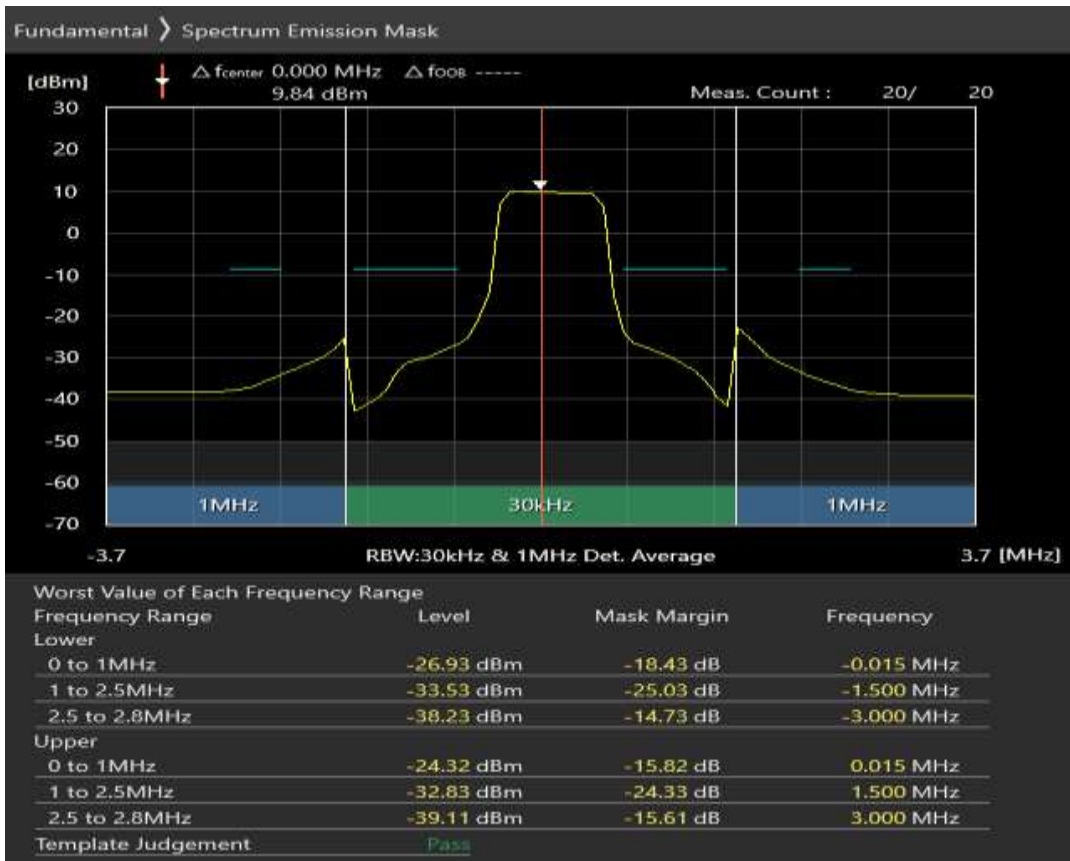 Fundamental 〉 Spectrum Emission Mask
[dBm] △ fcenter 0.000 MHz △ fOOB -----
9.84 dBm Meas. Count : 20/ 20
30
20
10
0
-10
-20
-30
-40
-50
-60
-70
1MHz 30kHz 1MHz
-3.7 RBW:30kHz & 1MHz Det. Average 3.7 [MHz]
Worst Value of Each Frequency Range
Frequency Range Level Mask Margin Frequency
Lower
0 to 1MHz -26.93 dBm -18.43 dB -0.015 MHz
1 to 2.5MHz -33.53 dBm -25.03 dB -1.500 MHz
2.5 to 2.8MHz -38.23 dBm -14.73 dB -3.000 MHz
Upper
0 to 1MHz -24.32 dBm -15.82 dB 0.015 MHz
1 to 2.5MHz -32.83 dBm -24.33 dB 1.500 MHz
2.5 to 2.8MHz -39.11 dBm -15.61 dB 3.000 MHz
Template Judgement Pass